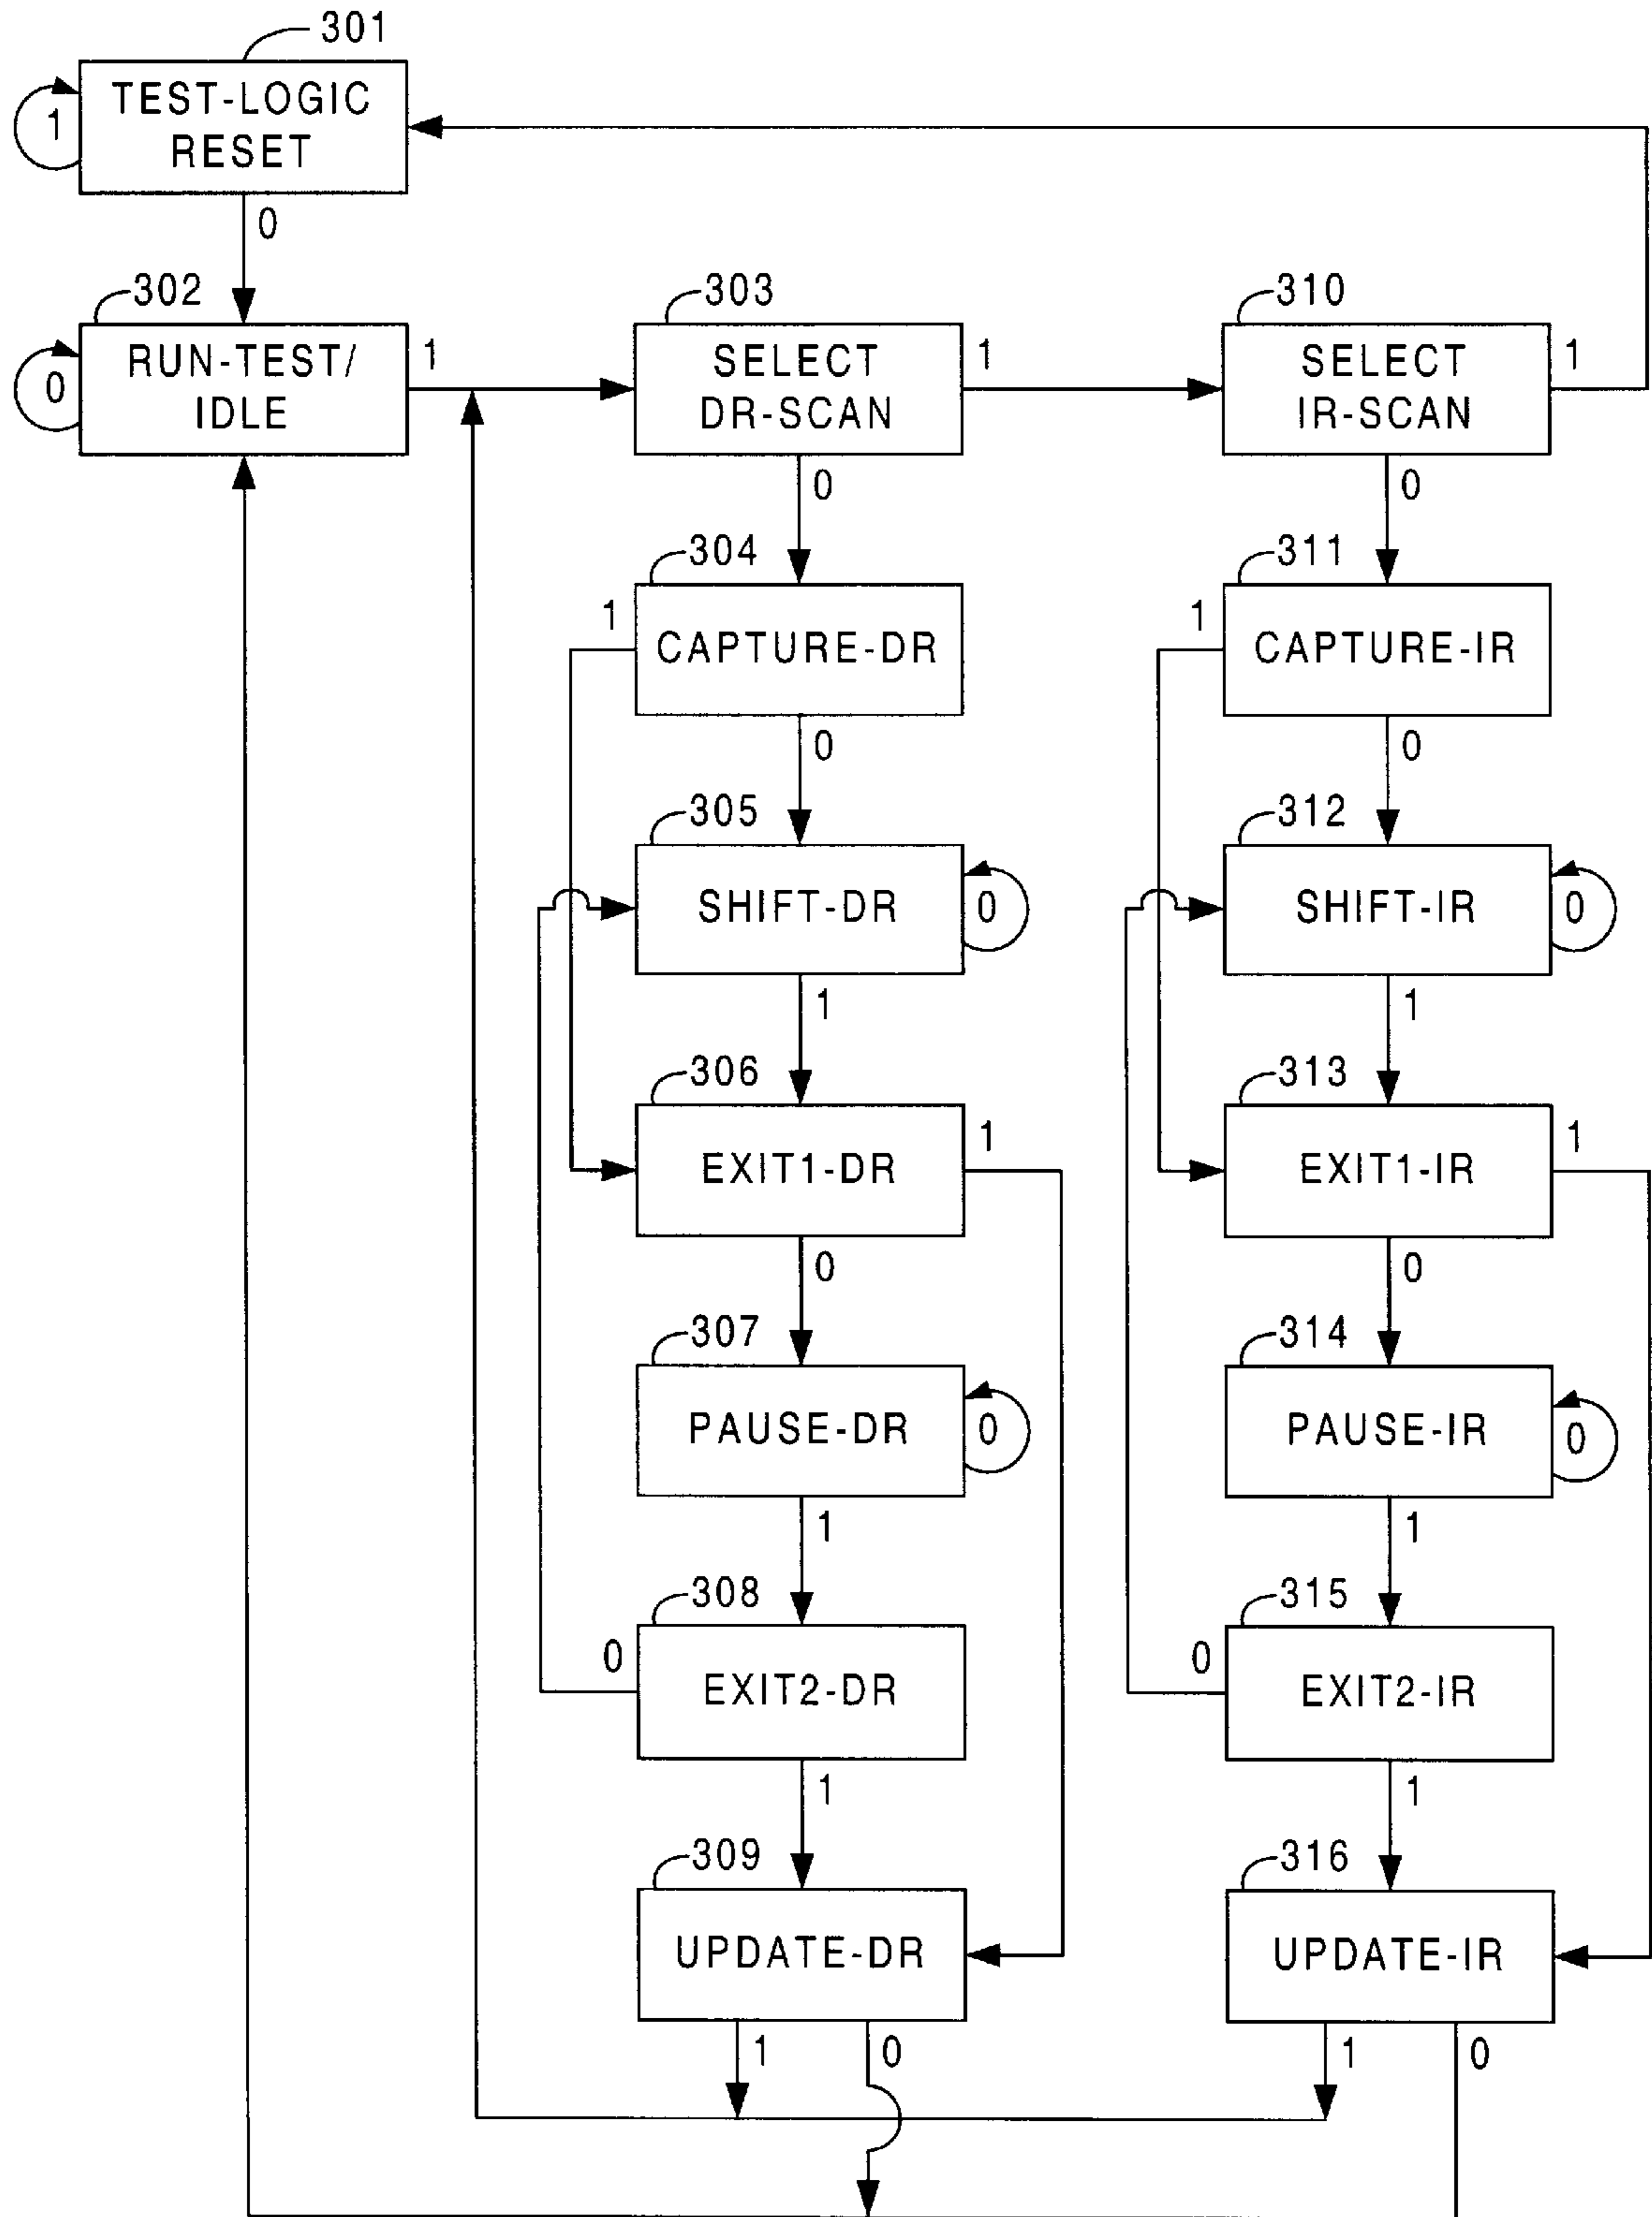 301
TEST-LOGIC
RESET
1
0
302
303
310
RUN-TEST/
IDLE
0
1
SELECT
DR-SCAN
1
SELECT
IR-SCAN
1
0
0
304
311
1
CAPTURE-DR
1
CAPTURE-IR
0
0
305
312
SHIFT-DR
0
SHIFT-IR
0
1
1
306
313
EXIT1-DR
1
EXIT1-IR
1
0
0
307
314
PAUSE-DR
0
PAUSE-IR
0
1
1
308
315
0
EXIT2-DR
0
EXIT2-IR
1
1
309
316
UPDATE-DR
UPDATE-IR
1
0
1
0